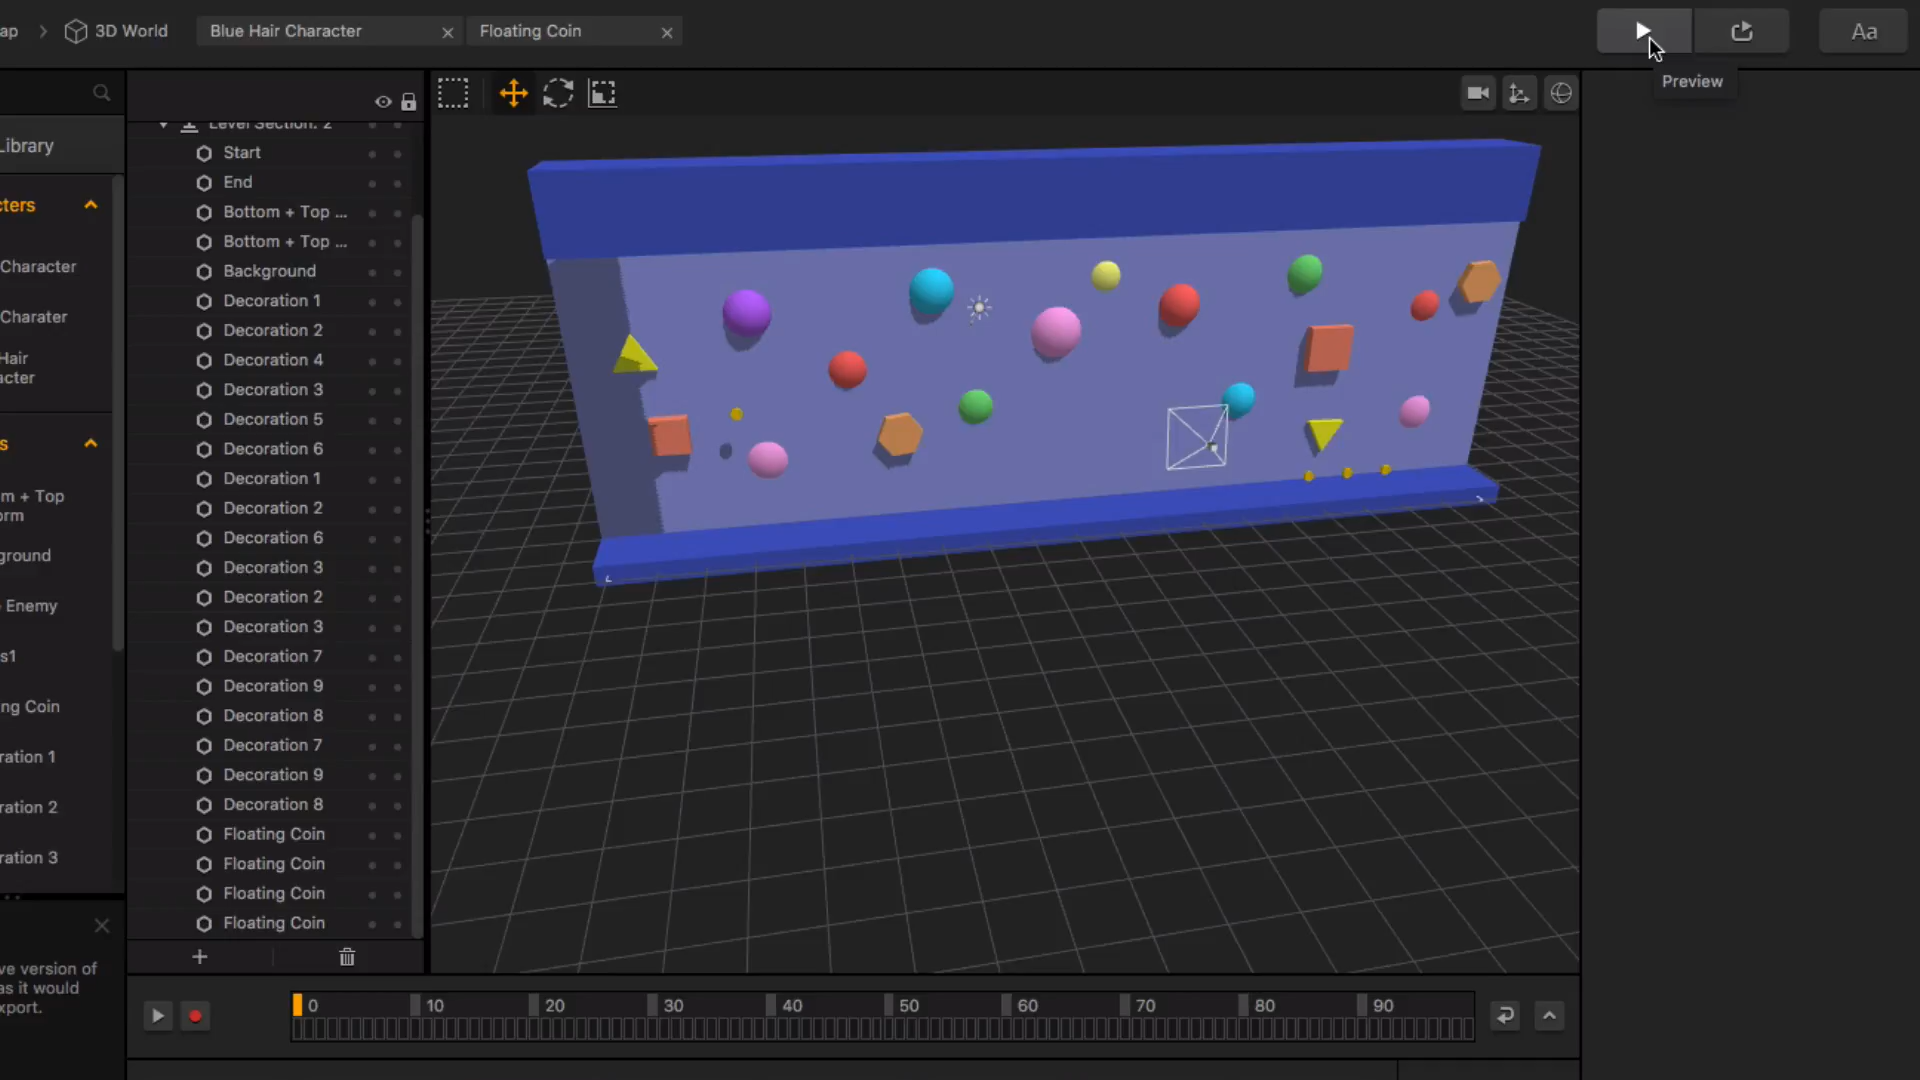 ap > 3D World
Blue Hair Character
Floating Coin
Aa
Preview
Library
cters
Character
Charater
Hair
acter
s
m + Top
orm
ground
Enemy
s1
ng Coin
ration 1
ration 2
ration 3
ve version of
as it would
xport.
Level Section: 2
Start
End
Bottom + Top ...
Bottom + Top ...
Background
Decoration 1
Decoration 2
Decoration 4
Decoration 3
Decoration 5
Decoration 6
Decoration 1
Decoration 2
Decoration 6
Decoration 3
Decoration 2
Decoration 3
Decoration 7
Decoration 9
Decoration 8
Decoration 7
Decoration 9
Decoration 8
Floating Coin
Floating Coin
Floating Coin
Floating Coin
0 10 20 30 40 50 60 70 80 90